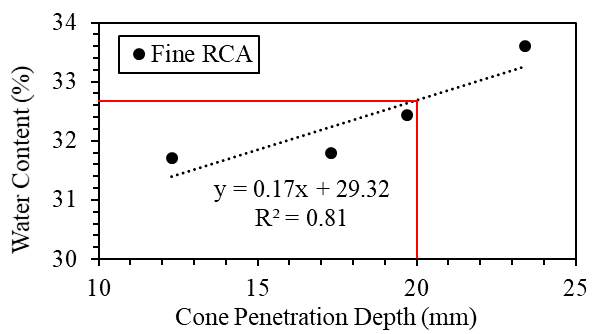 34
33
32
31
30
Water Content (%)
Fine RCA
y = 0.17x + 29.32
R² = 0.81
10
15
20
25
Cone Penetration Depth (mm)